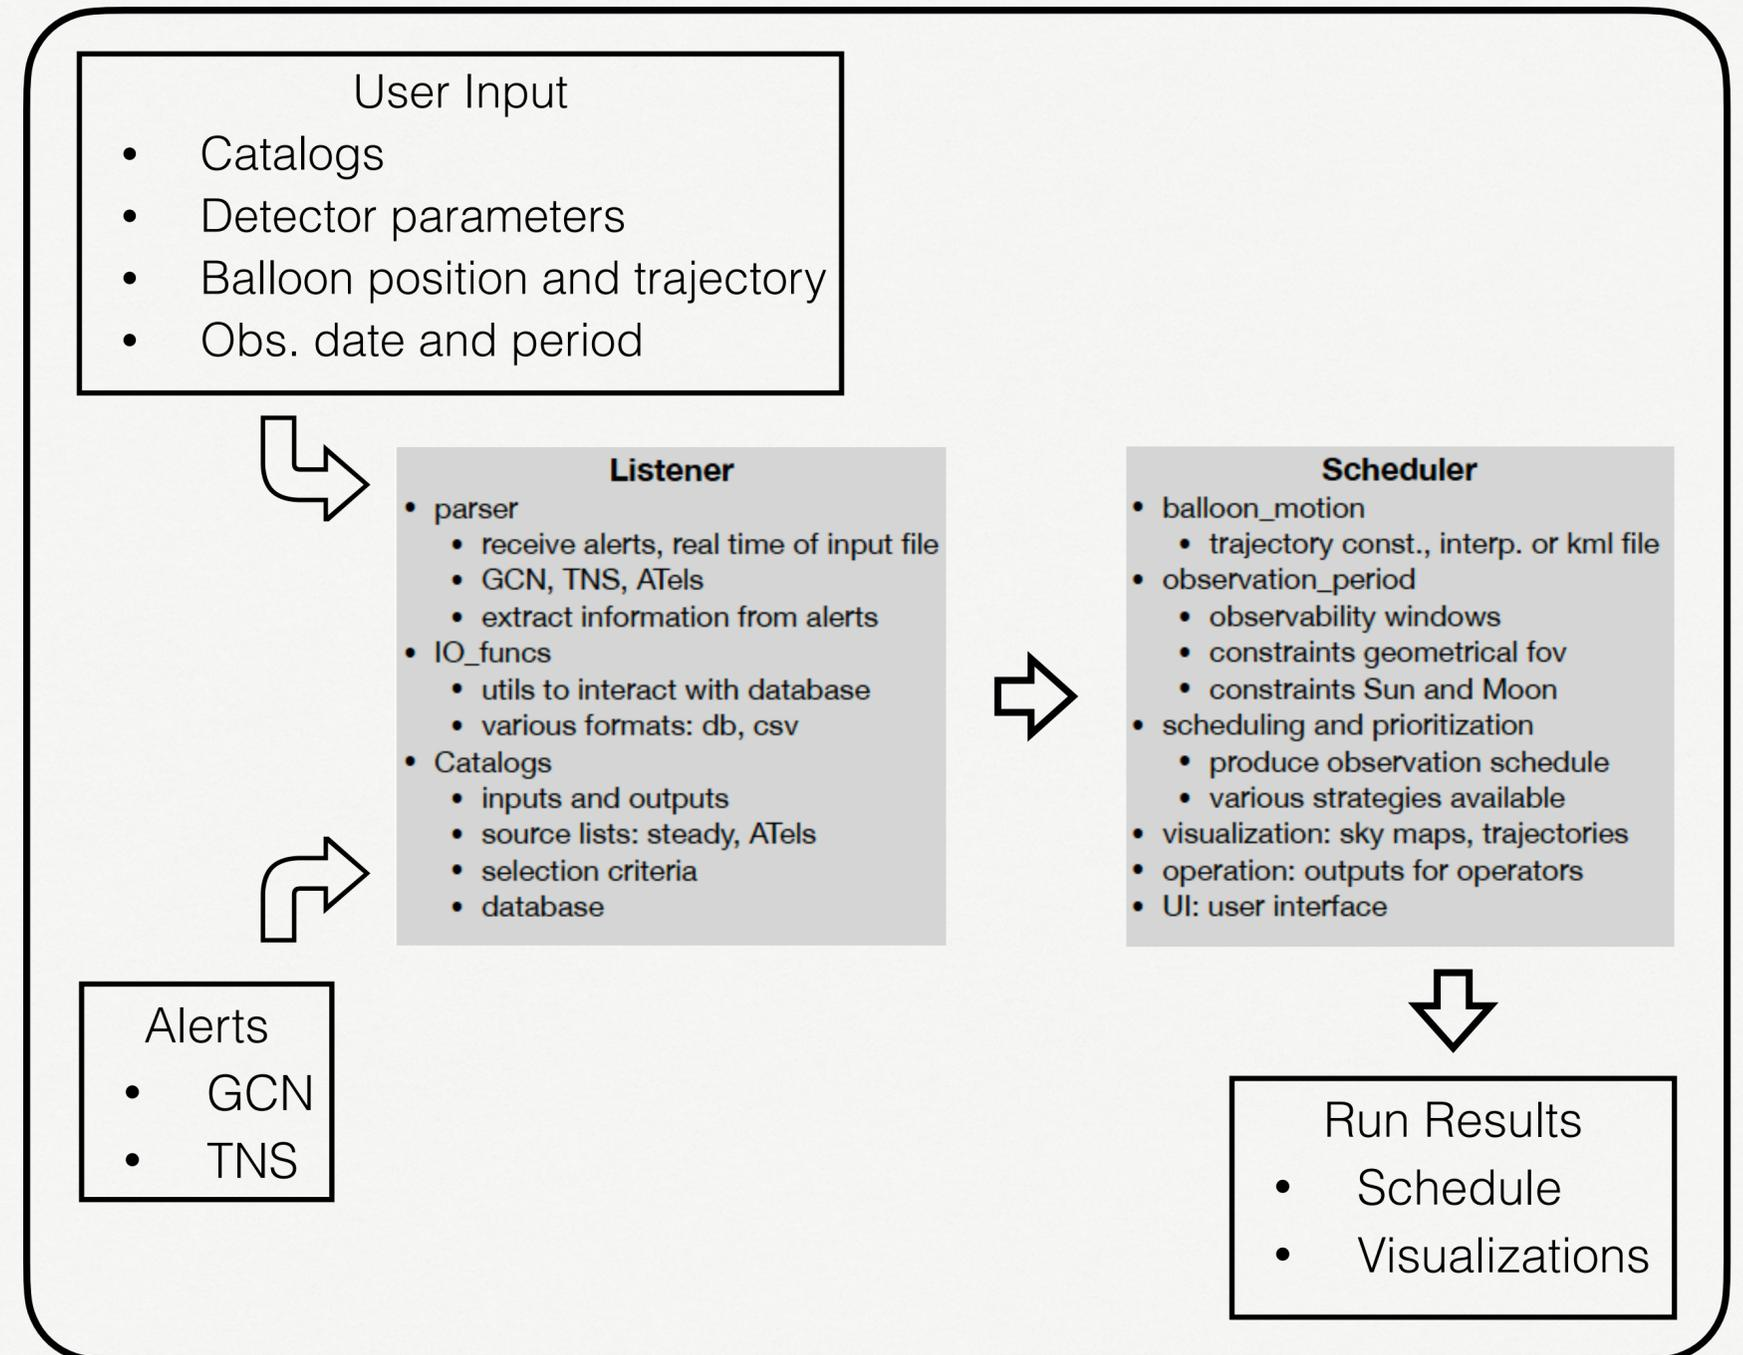 User Input
• Catalogs
• Detector parameters
• Balloon position and trajectory
• Obs. date and period
Listener
• parser
• receive alerts, real time of input file
• GCN, TNS, ATels
• extract information from alerts
• IO_funcs
• utils to interact with database
• various formats: db, csv
• Catalogs
• inputs and outputs
• source lists: steady, ATels
• selection criteria
• database
Scheduler
• balloon_motion
• trajectory const., interp. or kml file
• observation_period
• observability windows
• constraints geometrical fov
• constraints Sun and Moon
• scheduling and prioritization
• produce observation schedule
• various strategies available
• visualization: sky maps, trajectories
• operation: outputs for operators
• UI: user interface
Alerts
• GCN
• TNS
Run Results
• Schedule
• Visualizations